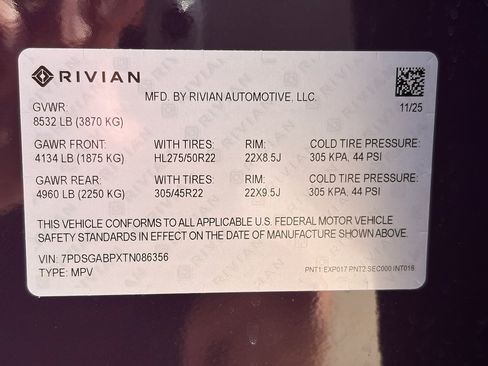 RIVIAN
MFD. BY RIVIAN AUTOMOTIVE, LLC.
GVWR: 11/25
8532 LB (3870 KG)
GAWR FRONT: WITH TIRES: RIM: COLD TIRE PRESSURE:
4134 LB (1875 KG) HL275/50R22 22X8.5J 305 KPA, 44 PSI
GAWR REAR: WITH TIRES: RIM: COLD TIRE PRESSURE:
4960 LB (2250 KG) 305/45R22 22X9.5J 305 KPA, 44 PSI
THIS VEHICLE CONFORMS TO ALL APPLICABLE U.S. FEDERAL MOTOR VEHICLE
SAFETY STANDARDS IN EFFECT ON THE DATE OF MANUFACTURE SHOWN ABOVE.
VIN: 7PDSGABPXTN086356
TYPE: MPV PNT1:EXP017 PNT2:SEC000 INT016